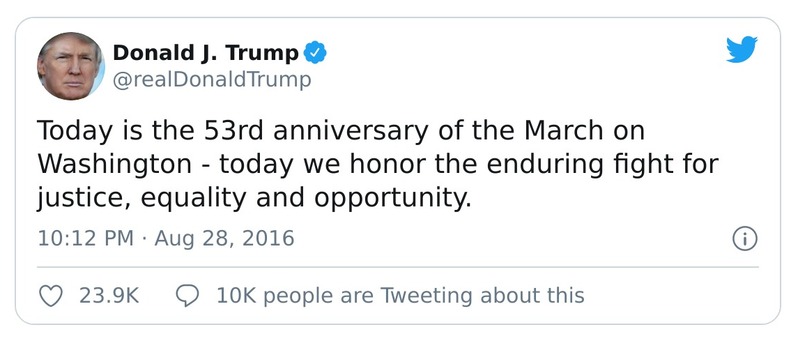 Donald J. Trump
@realDonaldTrump
Today is the 53rd anniversary of the March on
Washington - today we honor the enduring fight for
justice, equality and opportunity.
10:12 PM · Aug 28, 2016
23.9K 10K people are Tweeting about this